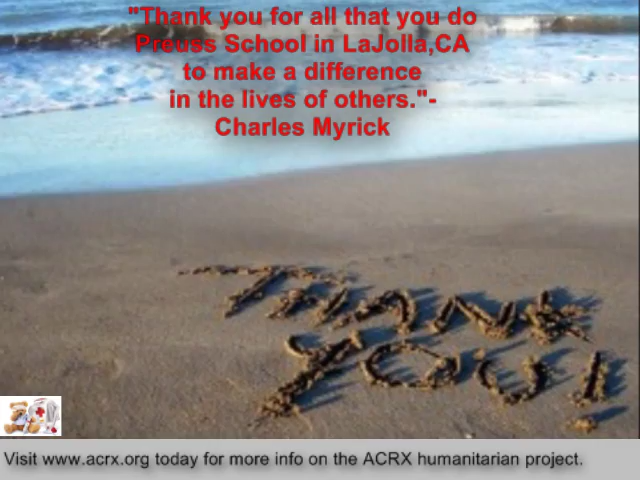 "Thank you for all that you do
Preuss School in LaJolla,CA
to make a difference
in the lives of others."-
Charles Myrick
THANK
YOU!
Visit www.acrx.org today for more info on the ACRX humanitarian project.